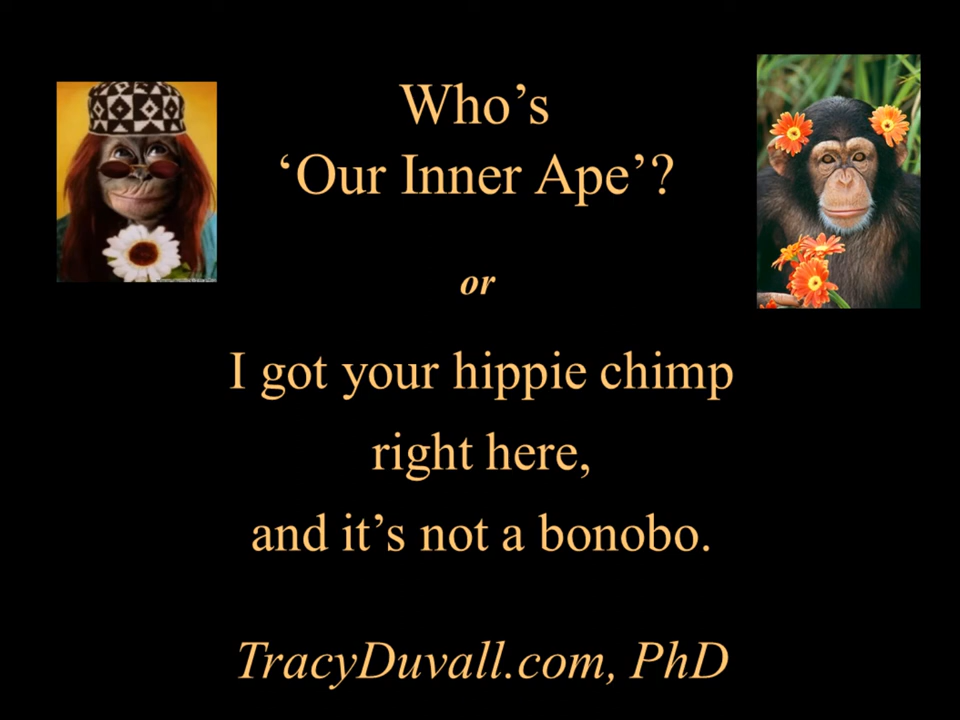 Who’s
‘Our Inner Ape’?
or
I got your hippie chimp
right here,
and it’s not a bonobo.
TracyDuvall.com, PhD